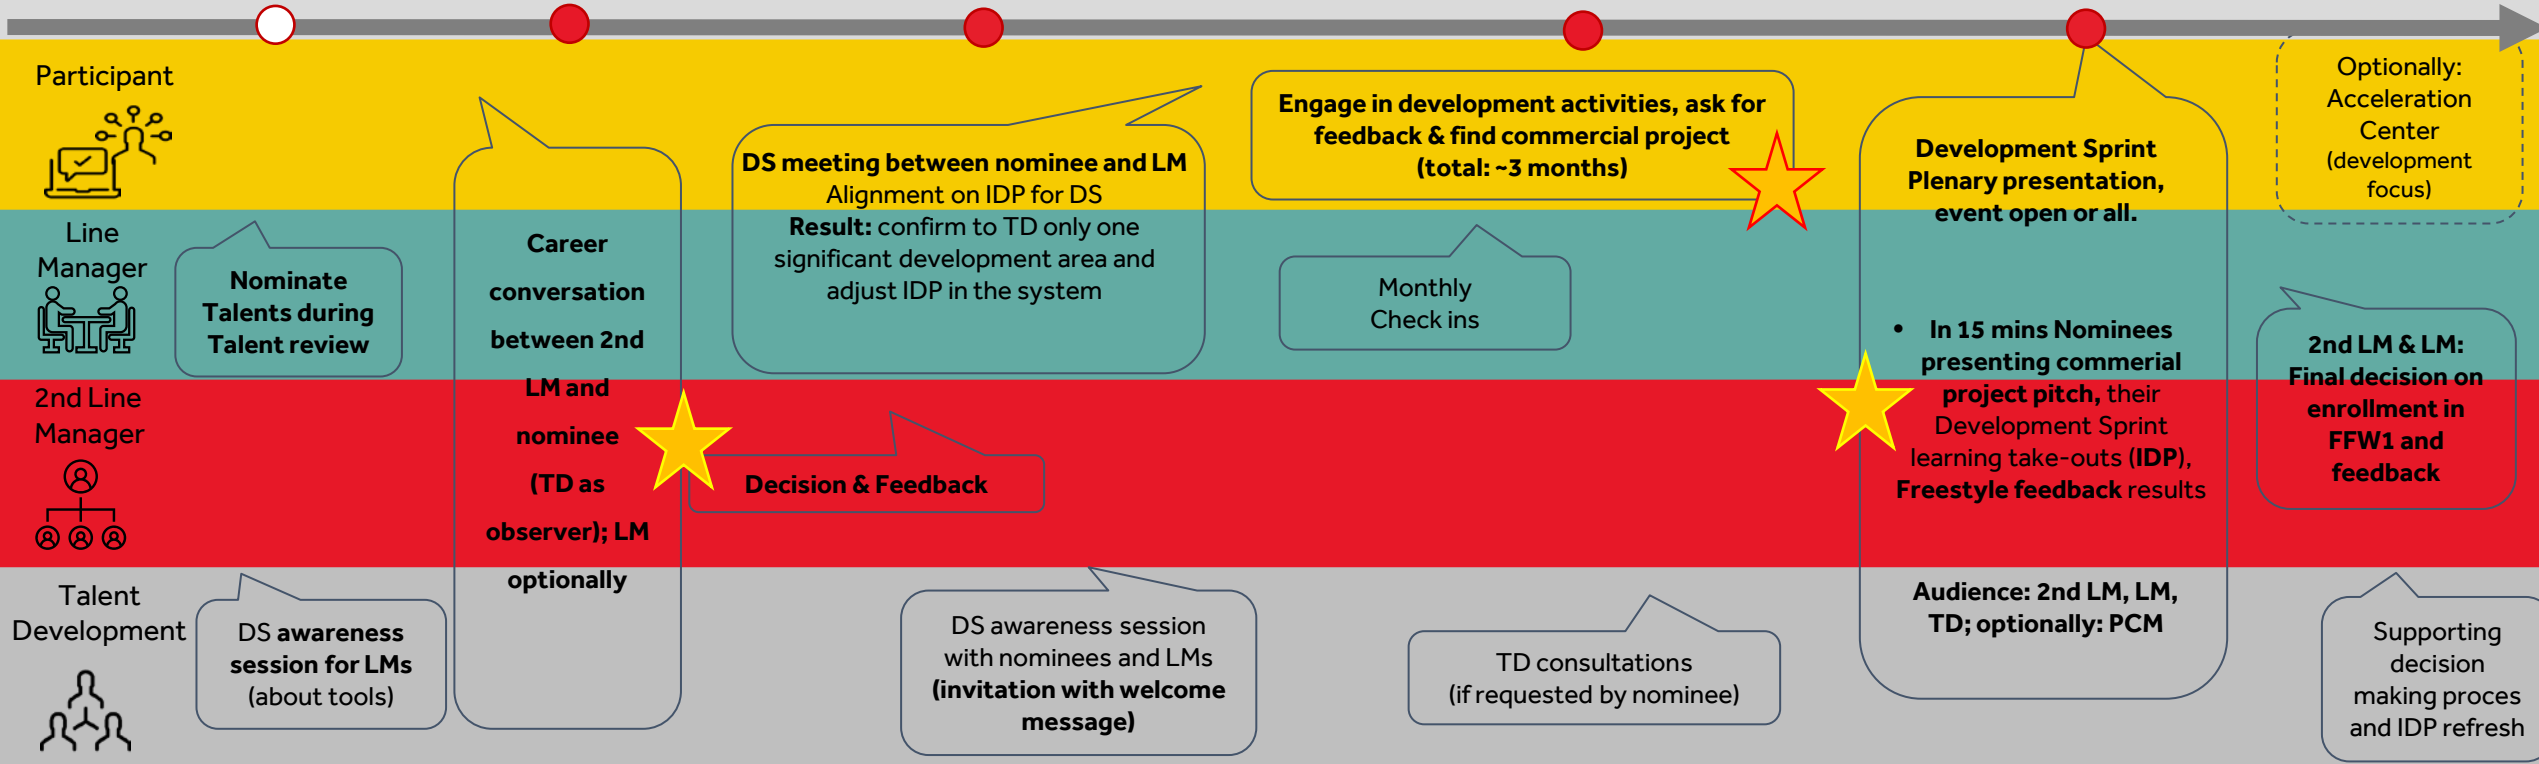 Participant
Line
Manager
2nd Line
Manager
Talent
Development
Nominate
Talents during
Talent review
DS awareness
session for LMs
(about tools)
Career
conversation
between 2nd
LM and
nominee
(TD as
observer); LM
optionally
DS meeting between nominee and LM
Alignment on IDP for DS
Result: confirm to TD only one
significant development area and
adjust IDP in the system
Decision & Feedback
DS awareness session
with nominees and LMs
(invitation with welcome
message)
Engage in development activities, ask for
feedback & find commercial project
(total: ~3 months)
Monthly
Check ins
TD consultations
(if requested by nominee)
Development Sprint
Plenary presentation,
event open or all.
• In 15 mins Nominees
presenting commerial
project pitch, their
Development Sprint
learning take-outs (IDP),
Freestyle feedback results
Audience: 2nd LM, LM,
TD; optionally: PCM
Optionally:
Acceleration
Center
(development
focus)
2nd LM & LM:
Final decision on
enrollment in
FFW1 and
feedback
Supporting
decision
making proces
and IDP refresh